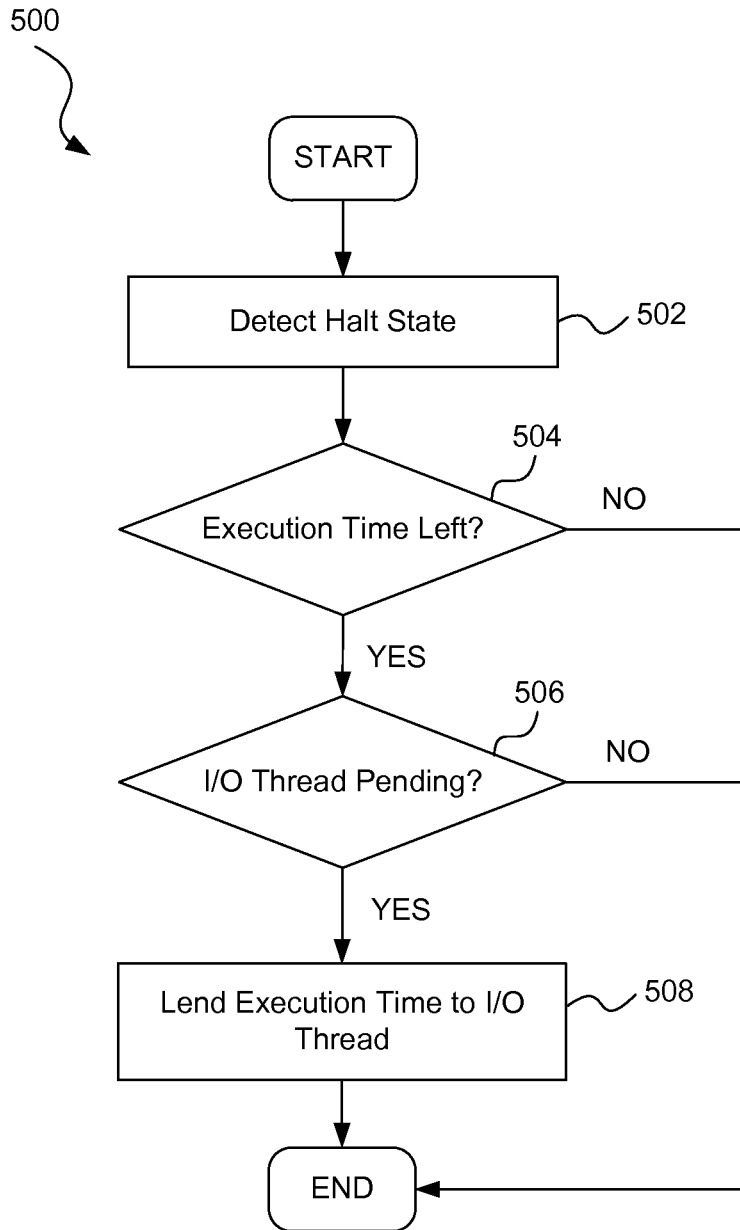 500
START
Detect Halt State
502
504
Execution Time Left?
NO
YES
506
I/O Thread Pending?
NO
YES
Lend Execution Time to I/O
Thread
508
END